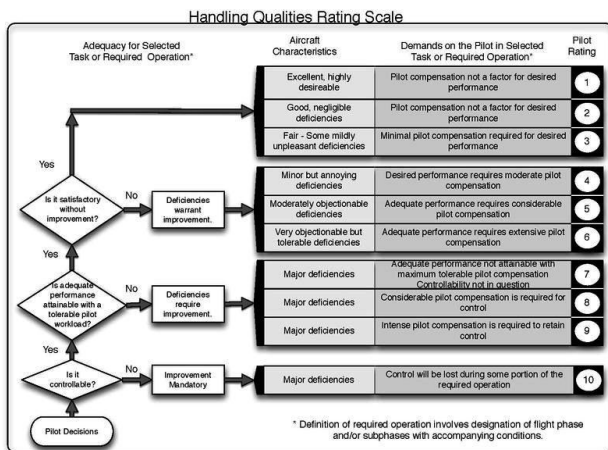 Handling Qualities Rating Scale
Adequacy for Selected
Task or Required Operation*
Aircraft
Characteristics
Demands on the Pilot in Selected
Task or Required Operation*
Pilot
Rating
Excellent, highly
desireable
Pilot compensation not a factor for desired
performance
1
Good, negligible
deficiencies
Pilot compensation not a factor for desired
performance
2
Fair - Some mildly
unpleasant deficiencies
Minimal pilot compensation required for desired
performance
3
Yes
Is it satisfactory
without
improvement?
No
Deficiencies
warrant
improvement.
Minor but annoying
deficiencies
Desired performance requires moderate pilot
compensation
4
Moderately objectionable
deficiencies
Adequate performance requires considerable
pilot compensation
5
Very objectionable but
tolerable deficiencies
Adequate performance requires extensive pilot
compensation
6
Yes
Is adequate
performance
attainable with a
tolerable pilot
workload?
No
Deficiencies
require
improvement.
Major deficiencies
Adequate performance not attainable with
maximum tolerable pilot compensation
Controllability not in question
7
Major deficiencies
Considerable pilot compensation is required for
control
8
Major deficiencies
Intense pilot compensation is required to retain
control
9
Yes
Is it
controllable?
No
Improvement
Mandatory
Major deficiencies
Control will be lost during some portion of the
required operation
10
Pilot Decisions
* Definition of required operation involves designation of flight phase
and/or subphases with accompanying conditions.